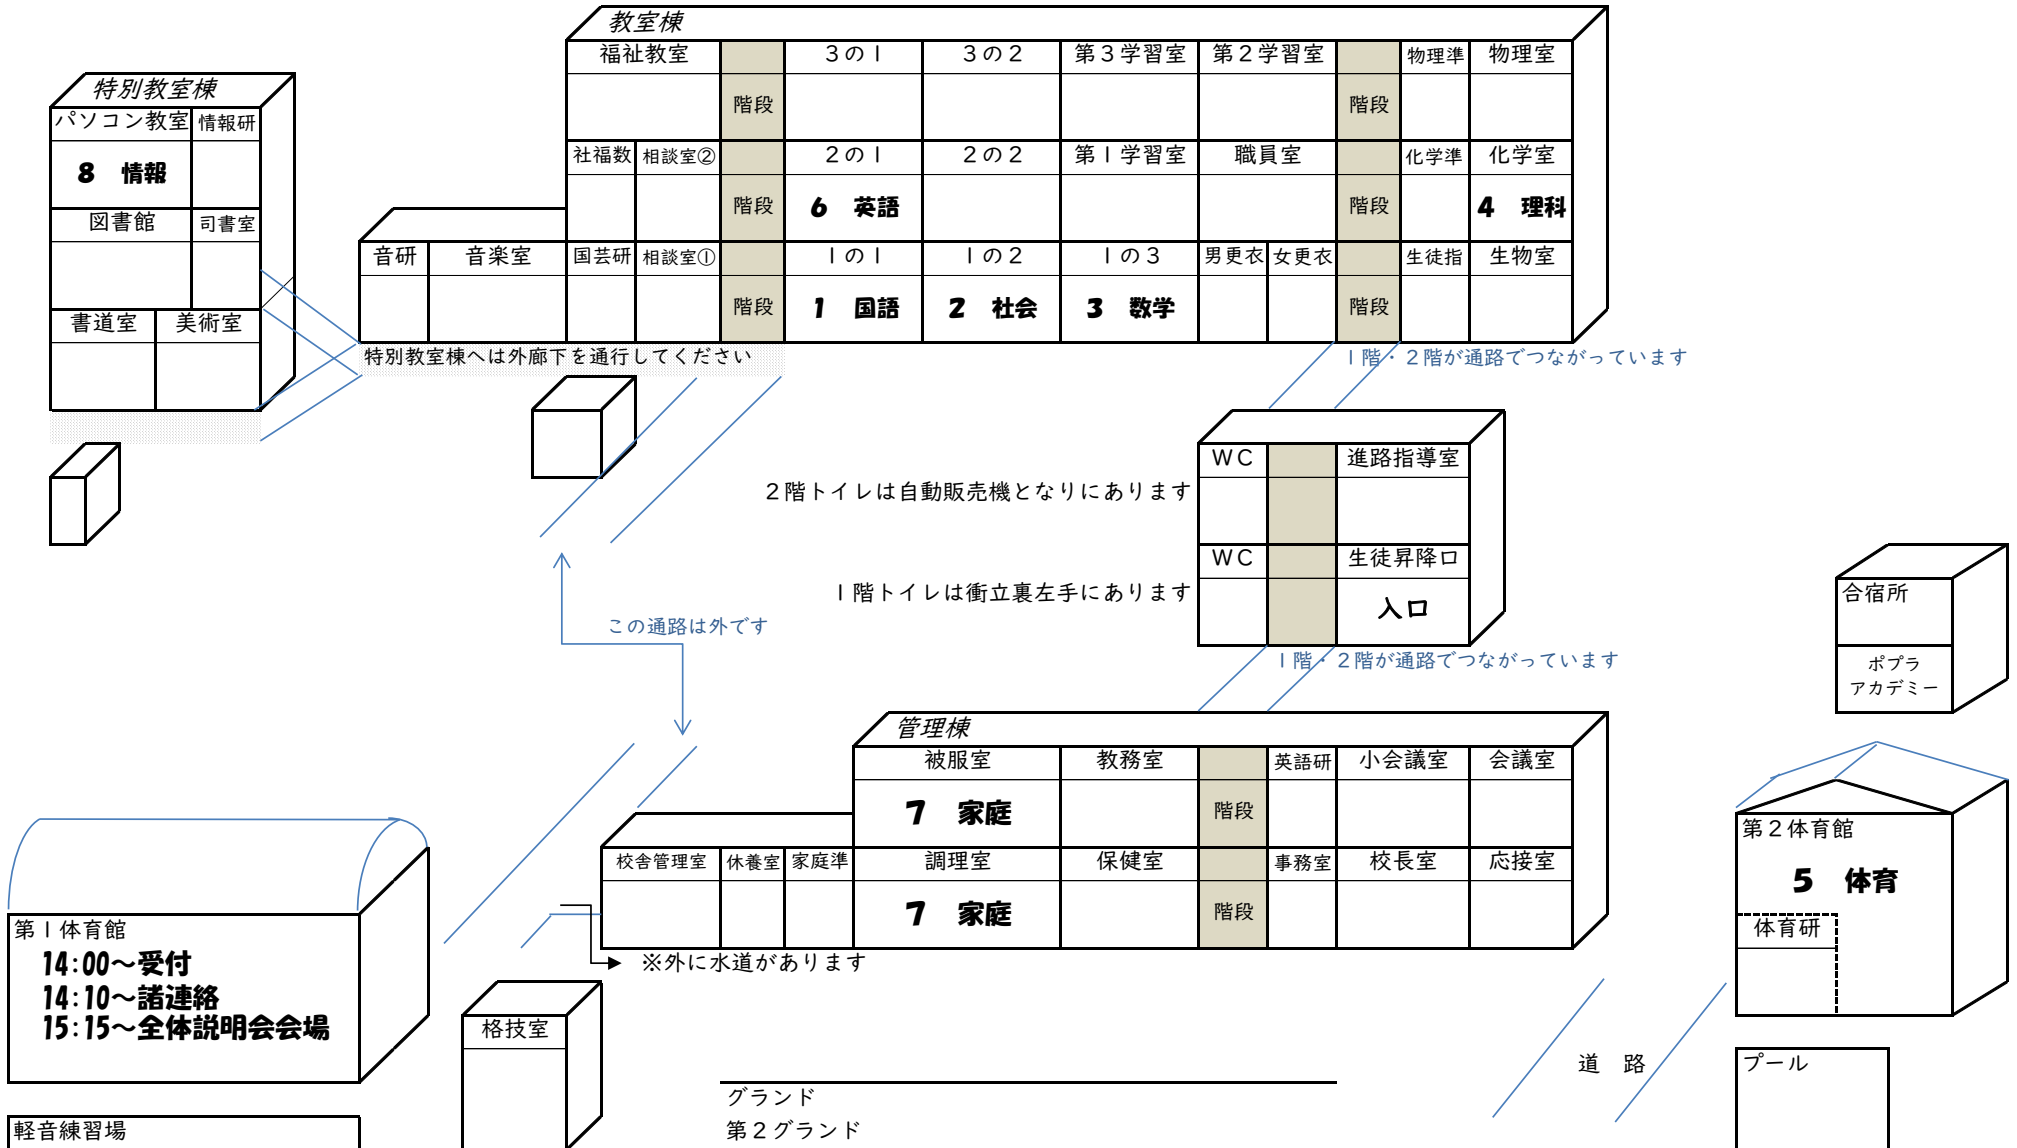 教室棟
福祉教室 3の1 3の2 第3学習室 第2学習室 物理準 物理室
階段 階段
社福数 相談室② 2の1 2の2 第1学習室 職員室 化学準 化学室
階段 6 英語 階段 4 理科
音研 音楽室 国芸研 相談室① 1の1 1の2 1の3 男更衣 女更衣 生徒指 生物室
階段 1 国語 2 社会 3 数学 階段
特別教室棟
パソコン教室 情報研
8 情報
図書館 司書室
書道室 美術室
特別教室棟へは外廊下を通行してください
1階・2階が通路でつながっています
WC 進路指導室
2階トイレは自動販売機となりにあります
WC 生徒昇降口
1階トイレは衝立裏左手にあります
入口
この通路は外です
1階・2階が通路でつながっています
合宿所
ポプラ
アカデミー
管理棟
被服室 教務室 英語研 小会議室 会議室
7 家庭 階段
校舎管理室 休養室 家庭準 調理室 保健室 事務室 校長室 応接室
7 家庭 階段
※外に水道があります
第2体育館
5 体育
体育研
第1体育館
14:00～受付
14:10～諸連絡
15:15～全体説明会会場
格技室
道 路
プール
グランド
第2グランド
軽音練習場